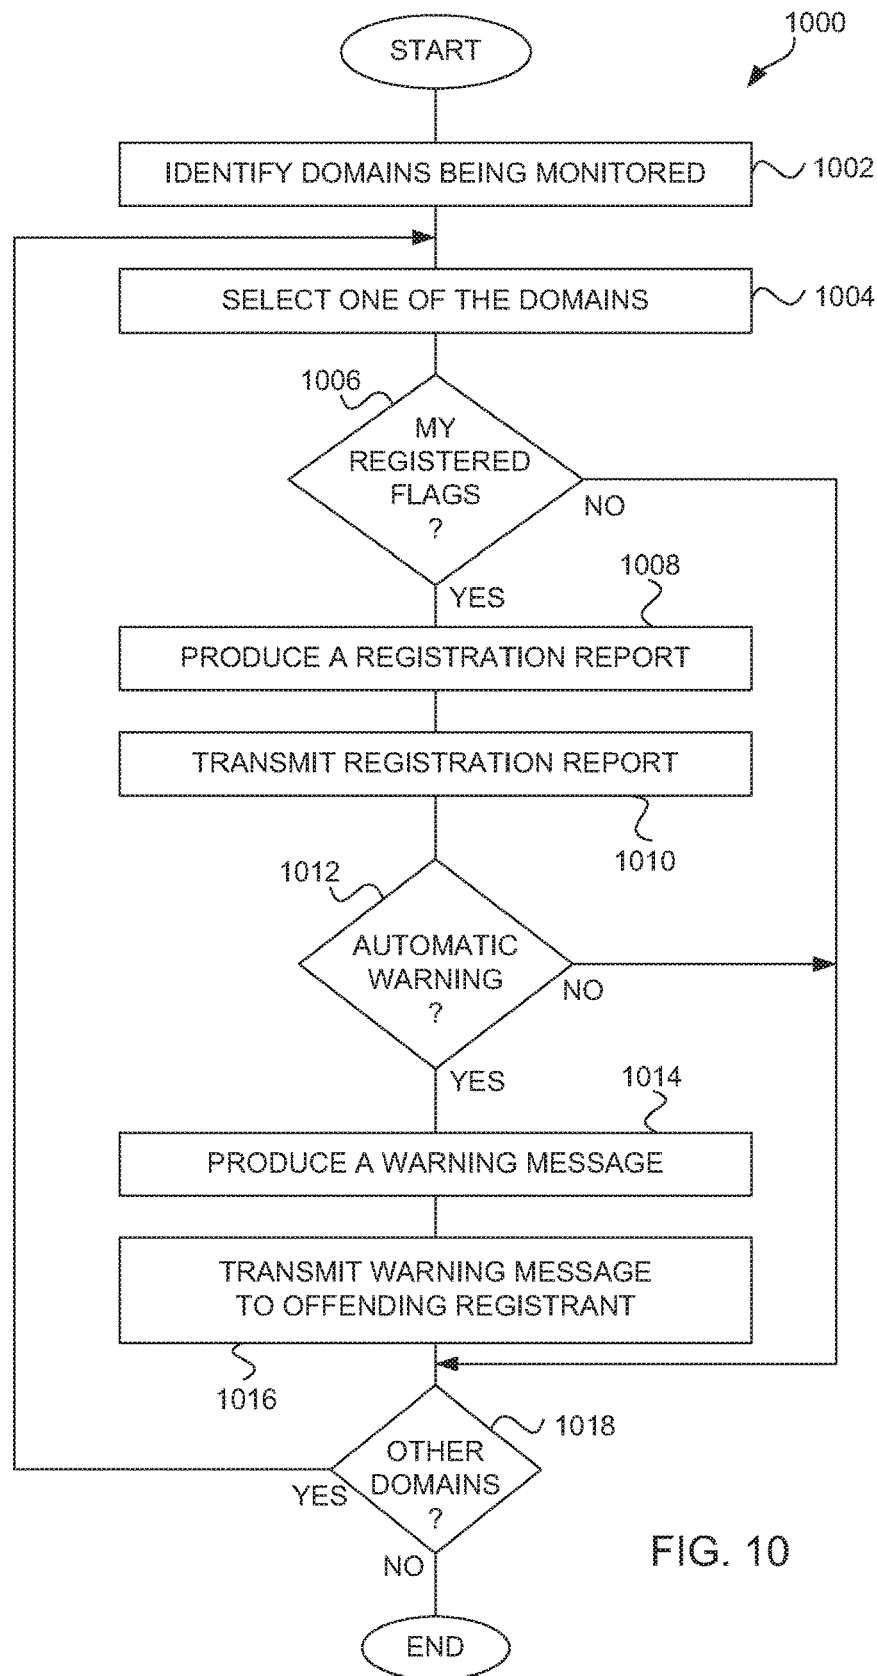 START
1000
IDENTIFY DOMAINS BEING MONITORED
1002
SELECT ONE OF THE DOMAINS
1004
1006
MY
REGISTERED
FLAGS
?
NO
YES
1008
PRODUCE A REGISTRATION REPORT
TRANSMIT REGISTRATION REPORT
1010
1012
AUTOMATIC
WARNING
?
NO
YES
1014
PRODUCE A WARNING MESSAGE
TRANSMIT WARNING MESSAGE
TO OFFENDING REGISTRANT
1016
1018
OTHER
DOMAINS
?
YES
NO
FIG. 10
END